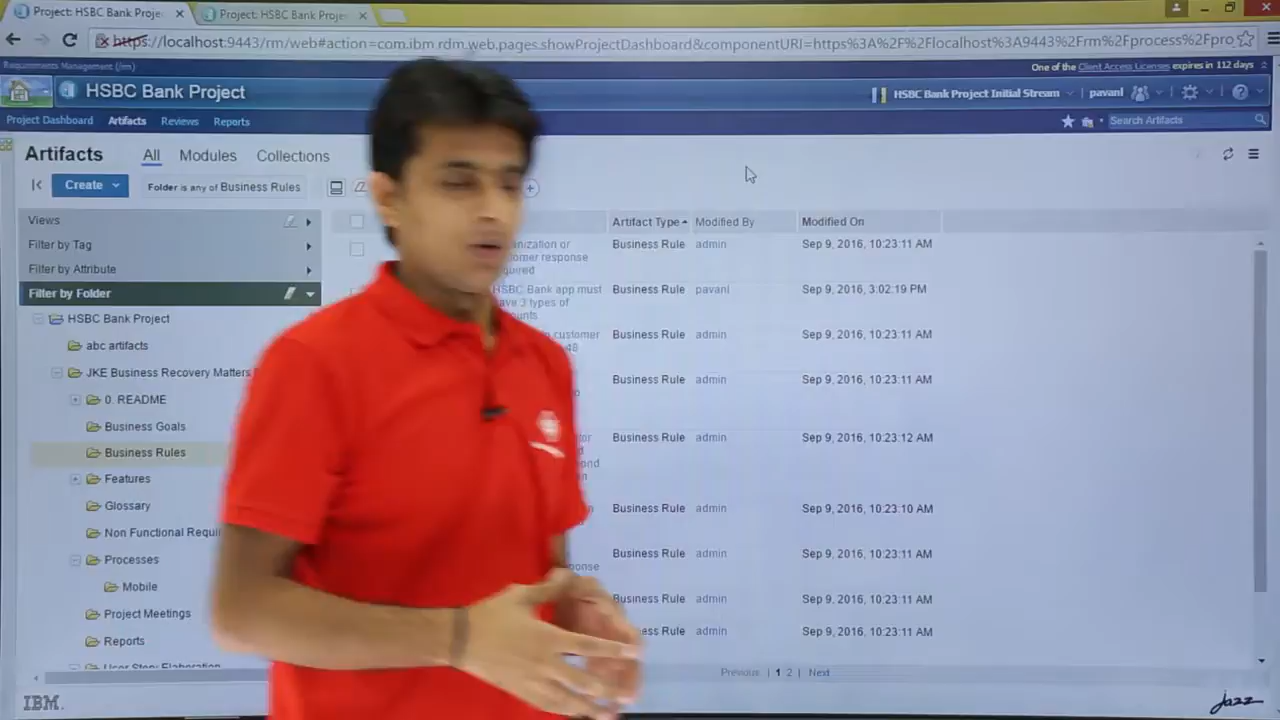 Project: HSBC Bank Proje
Project: HSBC Bank Proje
https://localhost:9443/rm/web#action=com.ibm.rdm.web.pages.showProjectDashboard&componentURI=https%3A%2F%2Flocalhost%3A9443%2Frm%2Fprocess%2Fpro
Requirements Management (/rm)
One of the Client Access Licenses expires in 112 days
HSBC Bank Project
HSBC Bank Project Initial Stream
pavanl
Project Dashboard Artifacts Reviews Reports
Search Artifacts
Artifacts All Modules Collections
Create
Folder is any of Business Rules
Views
Artifact Type Modified By Modified On
Filter by Tag
Business Rule admin Sep 9, 2016, 10:23:11 AM
Filter by Attribute
Filter by Folder
HSBC Bank app must
Business Rule pavanl Sep 9, 2016, 3:02:19 PM
3 types of
HSBC Bank Project
customer
Business Rule admin Sep 9, 2016, 10:23:11 AM
abc artifacts
48
JKE Business Recovery Matters
Business Rule admin Sep 9, 2016, 10:23:11 AM
0. README
Business Goals
Business Rule admin Sep 9, 2016, 10:23:12 AM
Business Rules
Features
Glossary
Business Rule admin Sep 9, 2016, 10:23:10 AM
Non Functional Requi
Processes
Business Rule admin Sep 9, 2016, 10:23:11 AM
Mobile
Rule admin Sep 9, 2016, 10:23:11 AM
Project Meetings
Rule admin Sep 9, 2016, 10:23:11 AM
Reports
User Story Elaboration
Previous | 1 2 | Next
IBM.
jazz